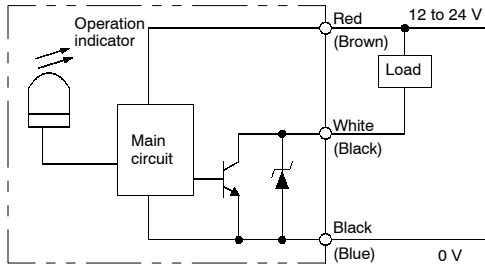 Operation
indicator
Red
12 to 24 V
(Brown)
Load
White
(Black)
Main
circuit
Black
(Blue)
0 V